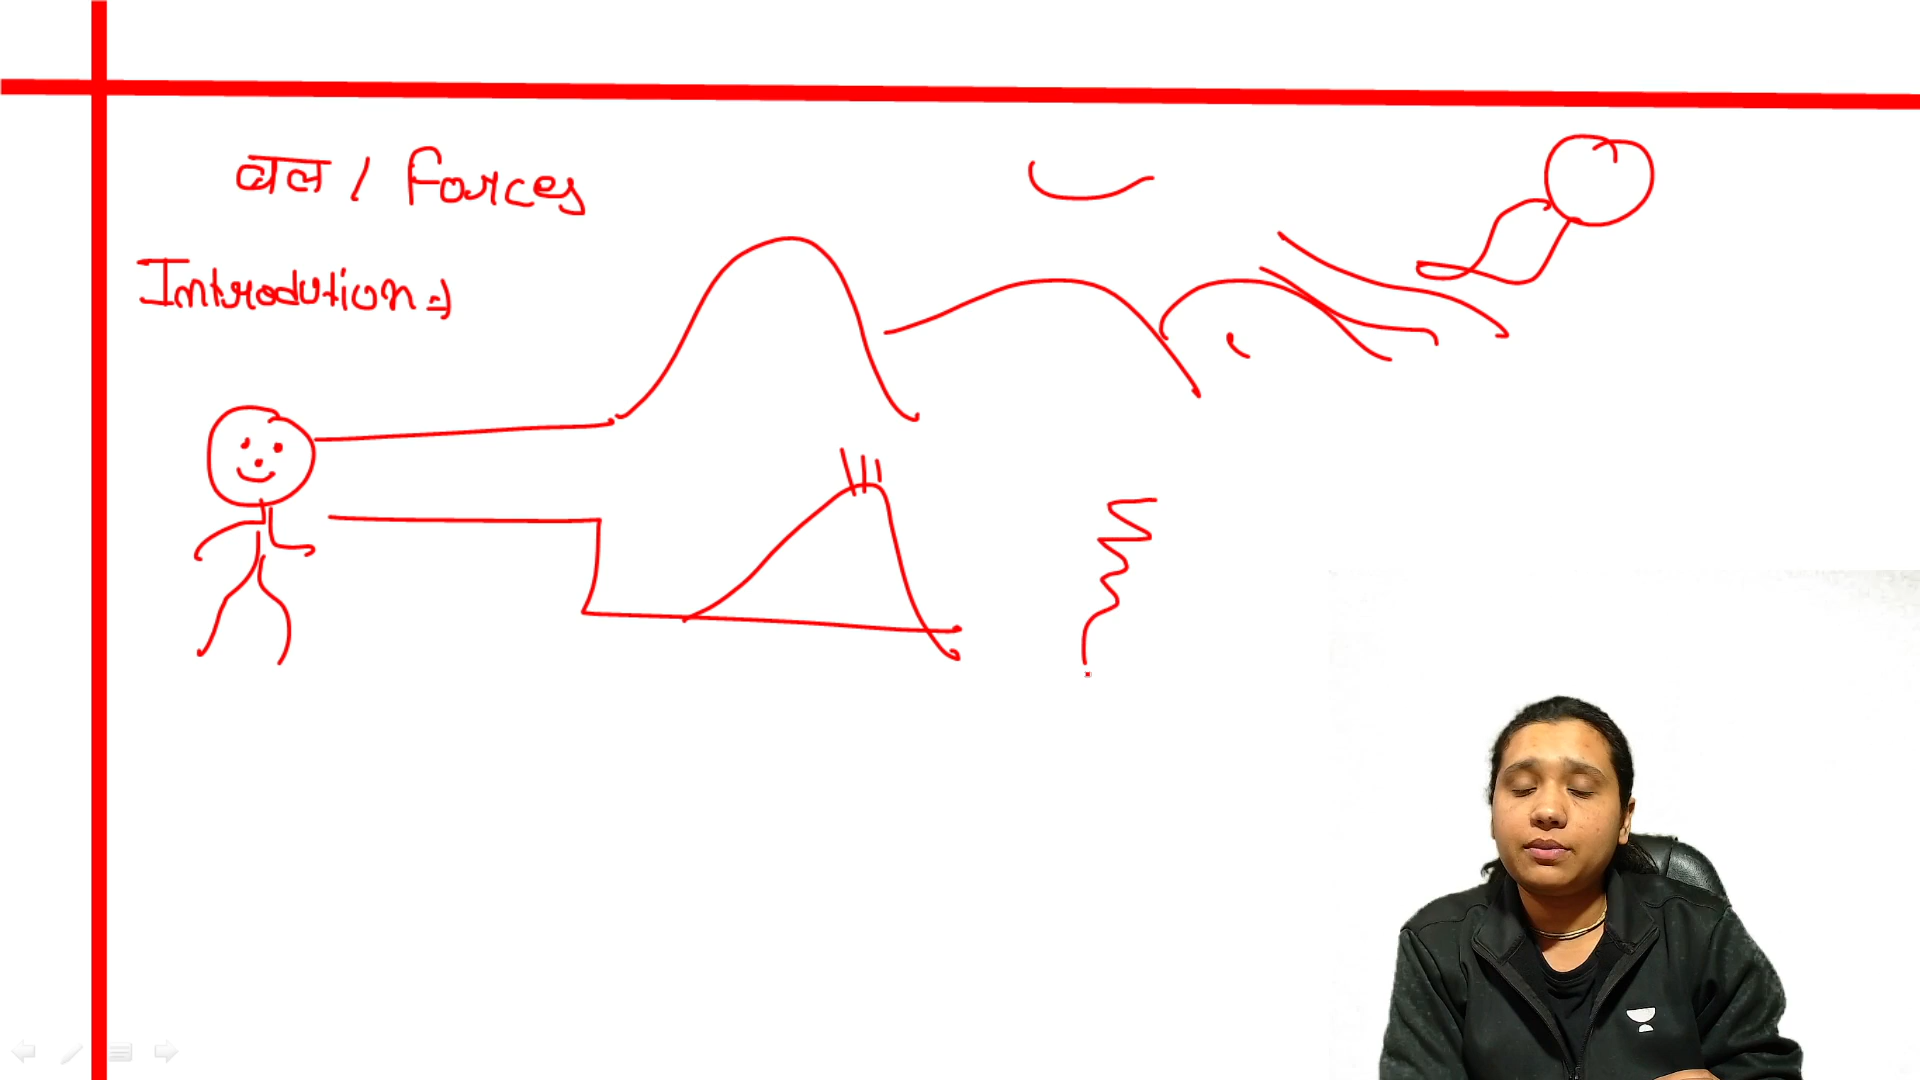 बल / Forces
Introdution :-